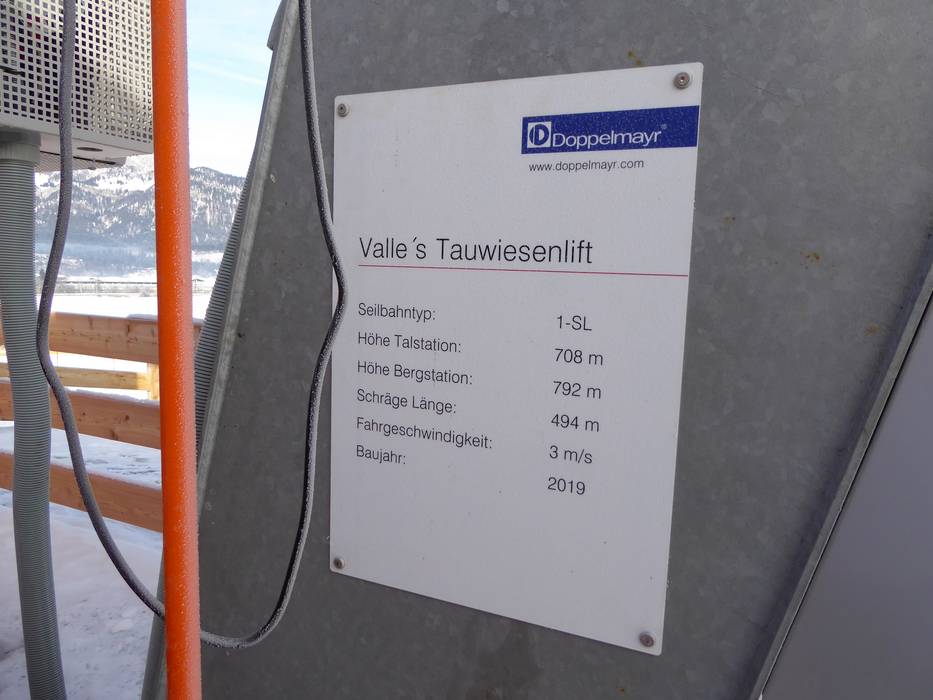 Doppelmayr®
www.doppelmayr.com
Valle´s Tauwiesenlift
Seilbahntyp: 1-SL
Höhe Talstation: 708 m
Höhe Bergstation: 792 m
Schräge Länge: 494 m
Fahrgeschwindigkeit: 3 m/s
Baujahr: 2019